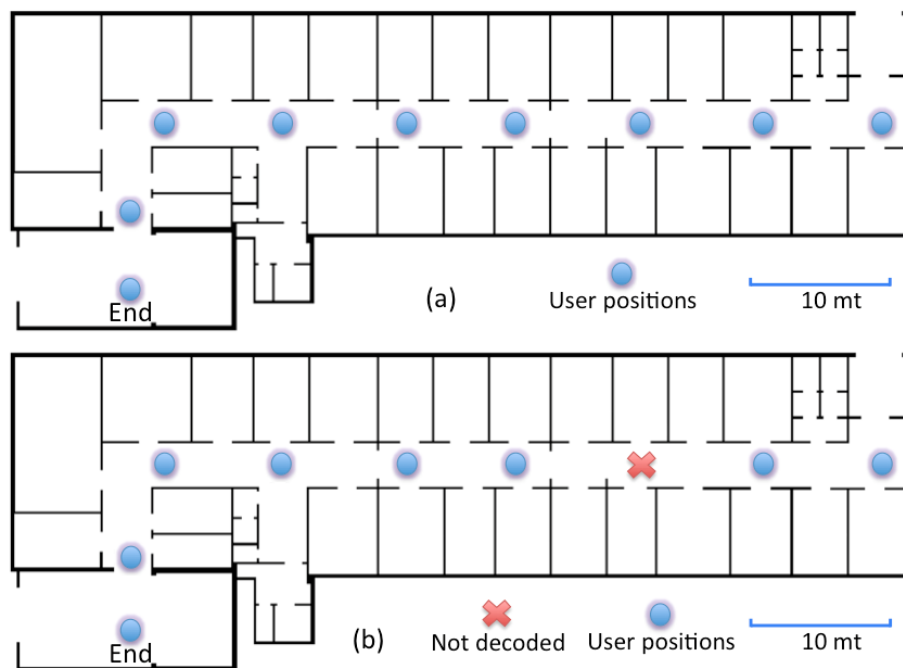 End
(a)
User positions
10 mt
End
(b)
Not decoded
User positions
10 mt